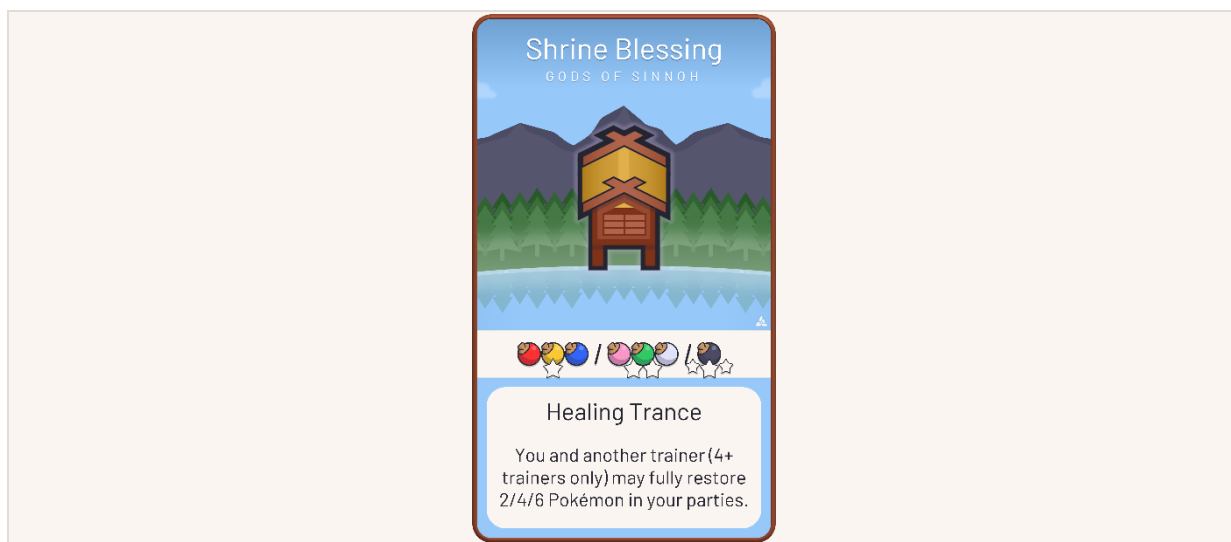 Shrine Blessing
GODS OF SINNOH
/ /
Healing Trance
You and another trainer (4+
trainers only) may fully restore
2/4/6 Pokémon in your parties.